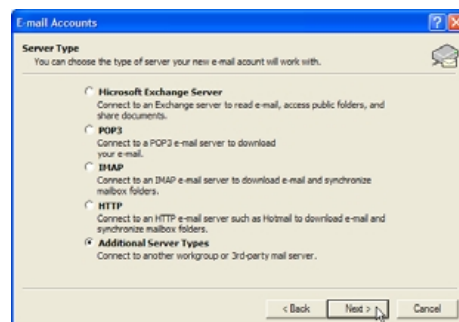 E-mail Accounts
Server Type
You can choose the type of server your new e-mail acount will work with.
Microsoft Exchange Server
Connect to an Exchange server to read e-mail, access public folders, and
share documents.
POP3
Connect to a POP3 e-mail server to download
your e-mail.
IMAP
Connect to an IMAP e-mail server to download e-mail and synchronize
mailbox folders.
HTTP
Connect to an HTTP e-mail server such as Hotmail to download e-mail and
synchronize mailbox folders.
Additional Server Types
Connect to another workgroup or 3rd-party mail server.
< Back Next > Cancel